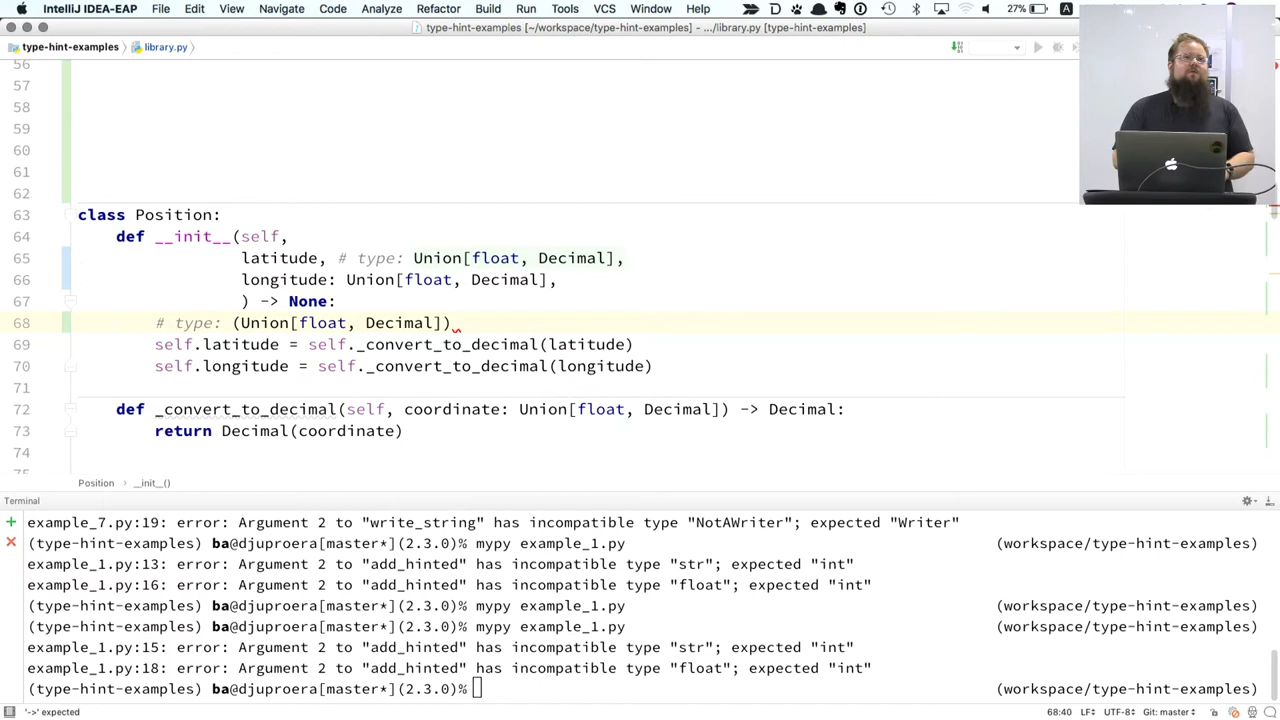 IntelliJ IDEA-EAP File Edit View Navigate Code Analyze Refactor Build Run Tools VCS Window Help 27%
type-hint-examples [~/workspace/type-hint-examples] - .../library.py [type-hint-examples]
type-hint-examples library.py
56
57
58
59
60
61
62
63 class Position:
64 def __init__(self,
65 latitude, # type: Union[float, Decimal],
66 longitude: Union[float, Decimal],
67 ) -> None:
68 # type: (Union[float, Decimal])
69 self.latitude = self._convert_to_decimal(latitude)
70 self.longitude = self._convert_to_decimal(longitude)
71
72 def _convert_to_decimal(self, coordinate: Union[float, Decimal]) -> Decimal:
73 return Decimal(coordinate)
74
75
Position __init__()
Terminal
example_7.py:19: error: Argument 2 to "write_string" has incompatible type "NotAWriter"; expected "Writer"
(type-hint-examples) ba@djuproera[master*](2.3.0)% mypy example_1.py (workspace/type-hint-examples)
example_1.py:13: error: Argument 2 to "add_hinted" has incompatible type "str"; expected "int"
example_1.py:16: error: Argument 2 to "add_hinted" has incompatible type "float"; expected "int"
(type-hint-examples) ba@djuproera[master*](2.3.0)% mypy example_1.py (workspace/type-hint-examples)
(type-hint-examples) ba@djuproera[master*](2.3.0)% mypy example_1.py (workspace/type-hint-examples)
example_1.py:15: error: Argument 2 to "add_hinted" has incompatible type "str"; expected "int"
example_1.py:18: error: Argument 2 to "add_hinted" has incompatible type "float"; expected "int"
(type-hint-examples) ba@djuproera[master*](2.3.0)% (workspace/type-hint-examples)
'->' expected 68:40 LF UTF-8 Git: master